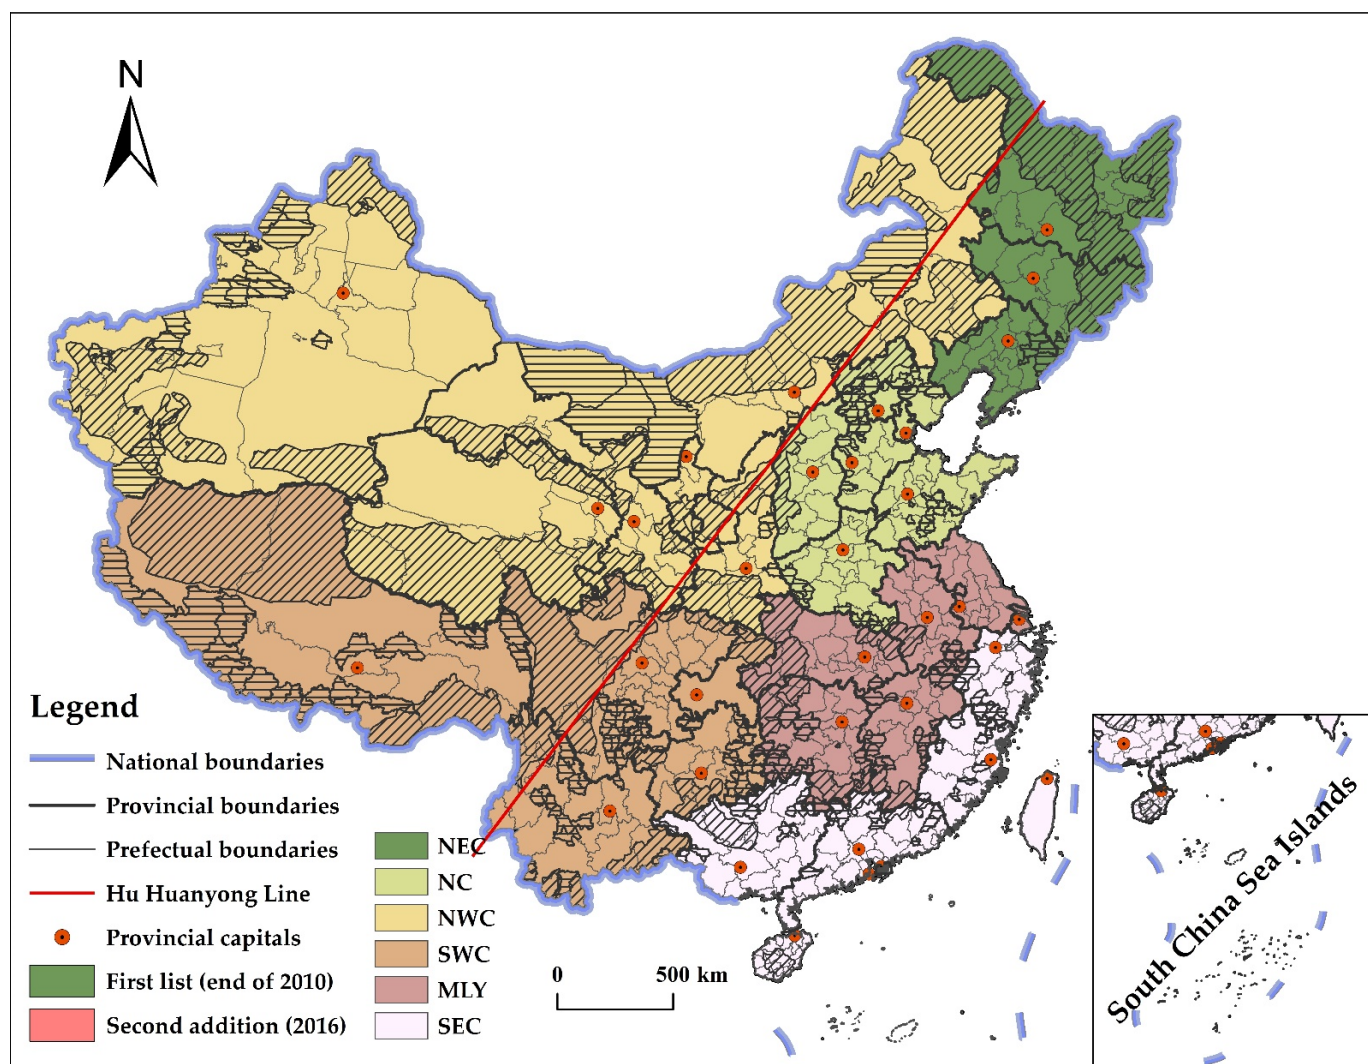 N
Legend
National boundaries
Provincial boundaries
Prefectual boundaries
Hu Huanyong Line
Provincial capitals
First list (end of 2010)
Second addition (2016)
NEC
NC
NWC
SWC
MLY
SEC
0 500 km
South China Sea Islands